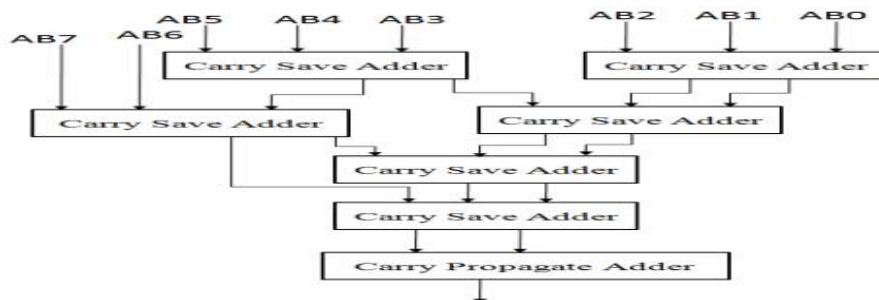 AB7 AB6 AB5 AB4 AB3 AB2 AB1 AB0
Carry Save Adder Carry Save Adder
Carry Save Adder Carry Save Adder
Carry Save Adder
Carry Save Adder
Carry Propagate Adder